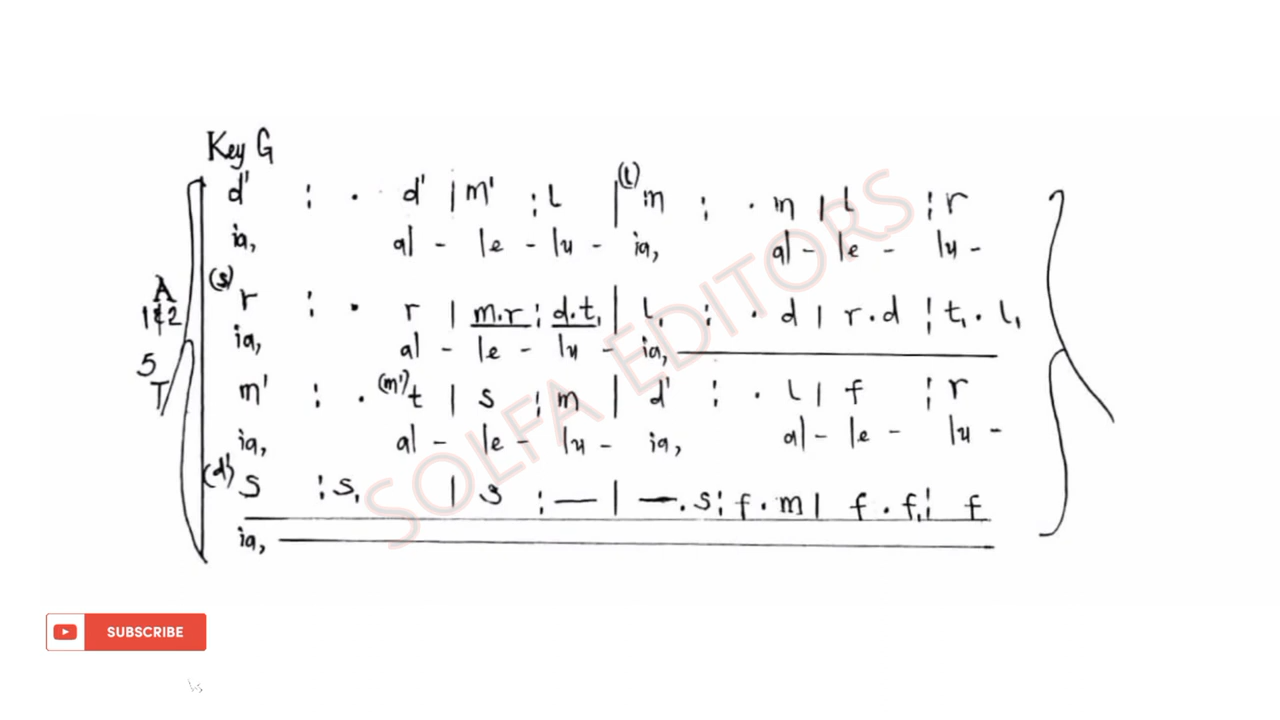 Key G
d' : . d' | m' : l | (t) m : . m | l : r
ia, al - le - lu - ia, al - le - lu -
A
1&2
(s) r : . r | m.r : d.t, | l, : . d | r.d : t,.l,
ia, al - le - lu - ia,
5
T
m' : . (m') t | s : m | d' : . l | f : r
ia, al - le - lu - ia, al - le - lu -
(d') s : s, | s : — | — . s : f . m | f . f, : f
ia,
SOLFA EDITORS
SUBSCRIBE